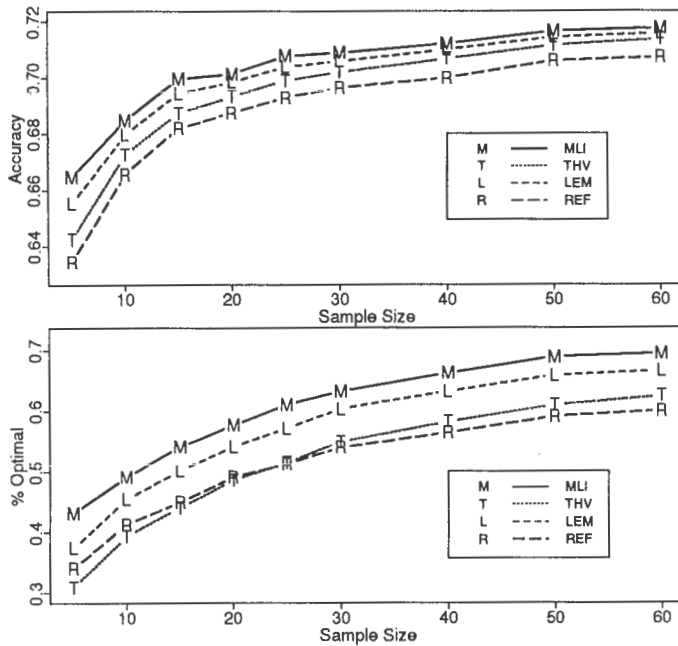 0.72
0.70
0.68
0.66
0.64
Accuracy
M M M M M M M M M
L L L L L L L L L
T T T T T T T T T
R R R R R R R R R
M MLI
T THV
L LEM
R REF
10 20 30 40 50 60
Sample Size
0.7
0.6
0.5
0.4
0.3
% Optimal
M M M M M M M M M
L L L L L L L L L
T T T T T T T T T
R R R R R R R R R
M MLI
T THV
L LEM
R REF
10 20 30 40 50 60
Sample Size